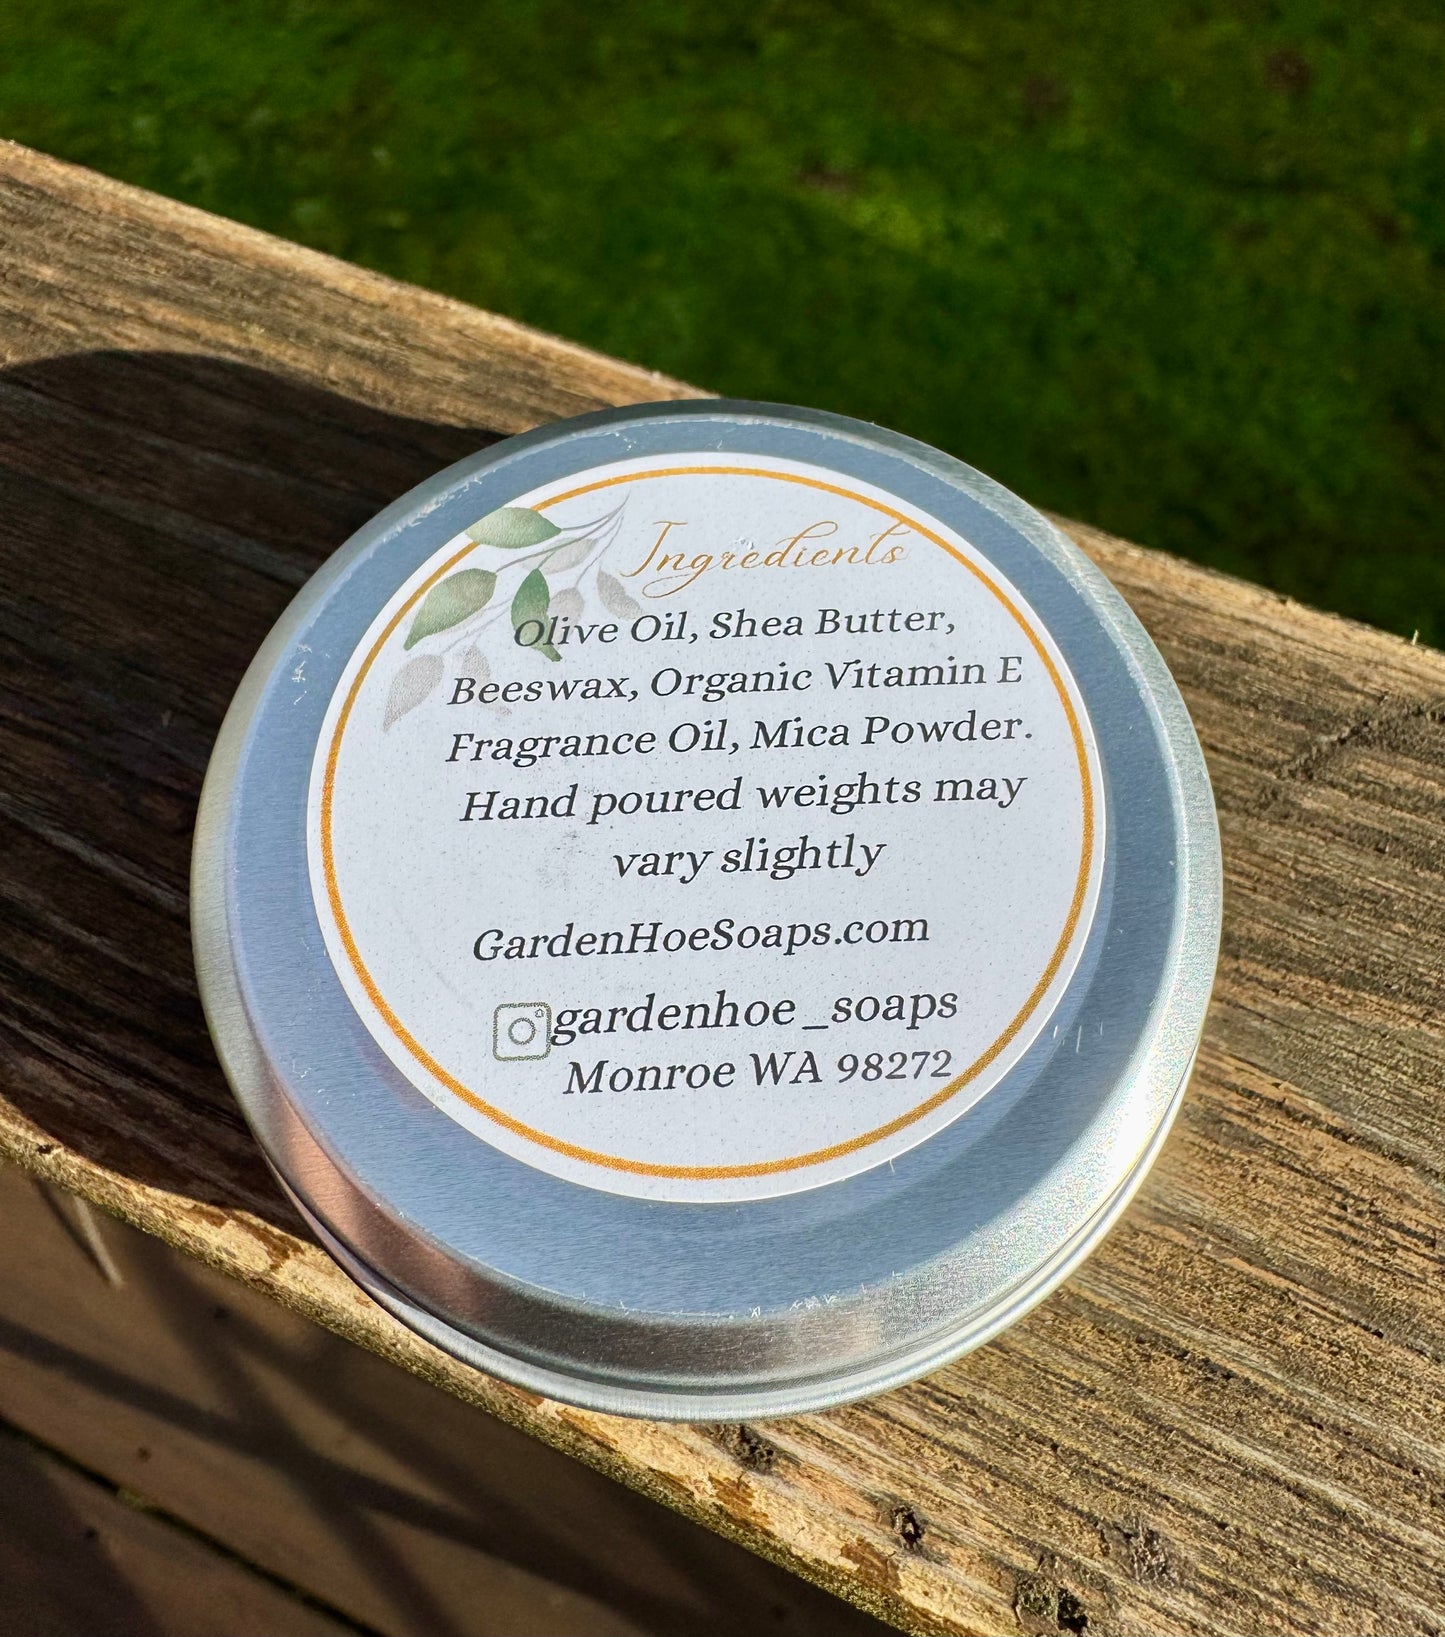 Ingredients
Olive Oil, Shea Butter,
Beeswax, Organic Vitamin E
Fragrance Oil, Mica Powder.
Hand poured weights may
vary slightly
GardenHoeSoaps.com
gardenhoe_soaps
Monroe WA 98272